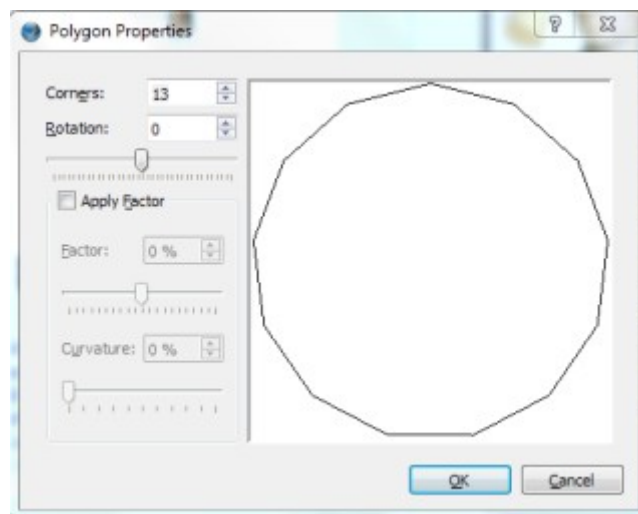 Polygon Properties
Corners: 13
Rotation: 0
Apply Factor
Factor: 0 %
Curvature: 0 %
OK Cancel